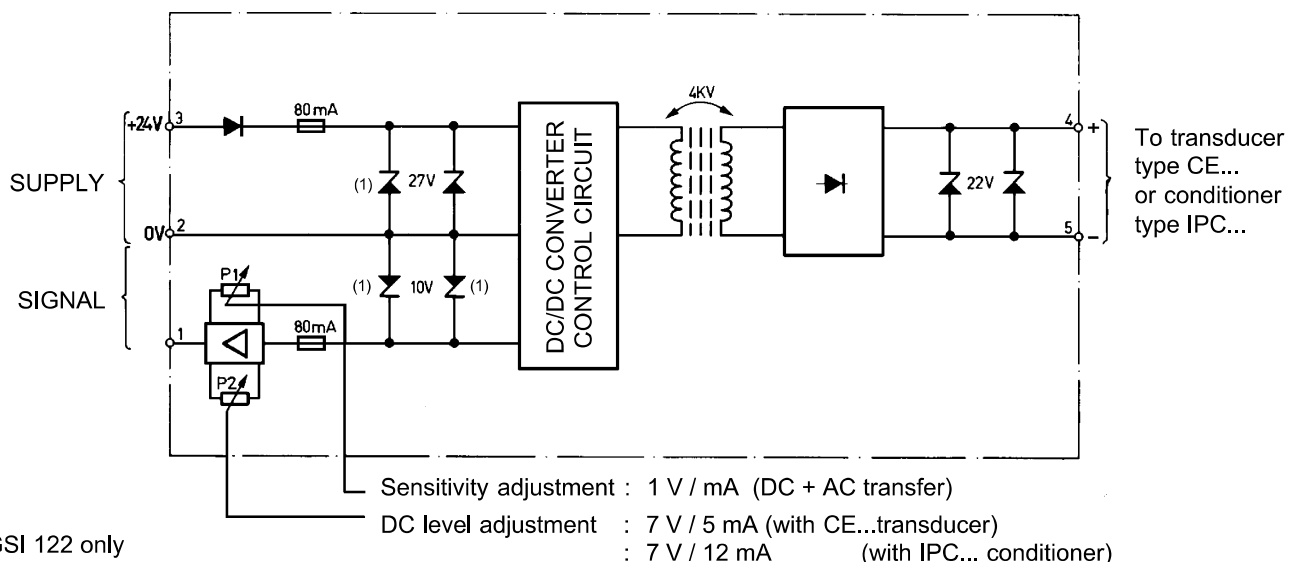 4KV
+24V 3 80mA
4 +
To transducer
type CE...
or conditioner
type IPC...
SUPPLY
(1) 27V
DC/DC CONVERTER
CONTROL CIRCUIT
22V
0V 2
5 −
SIGNAL
P1
(1) 10V (1)
1 80mA
P2
Sensitivity adjustment : 1 V / mA (DC + AC transfer)
DC level adjustment : 7 V / 5 mA (with CE...transducer)
: 7 V / 12 mA (with IPC... conditioner)
SI 122 only